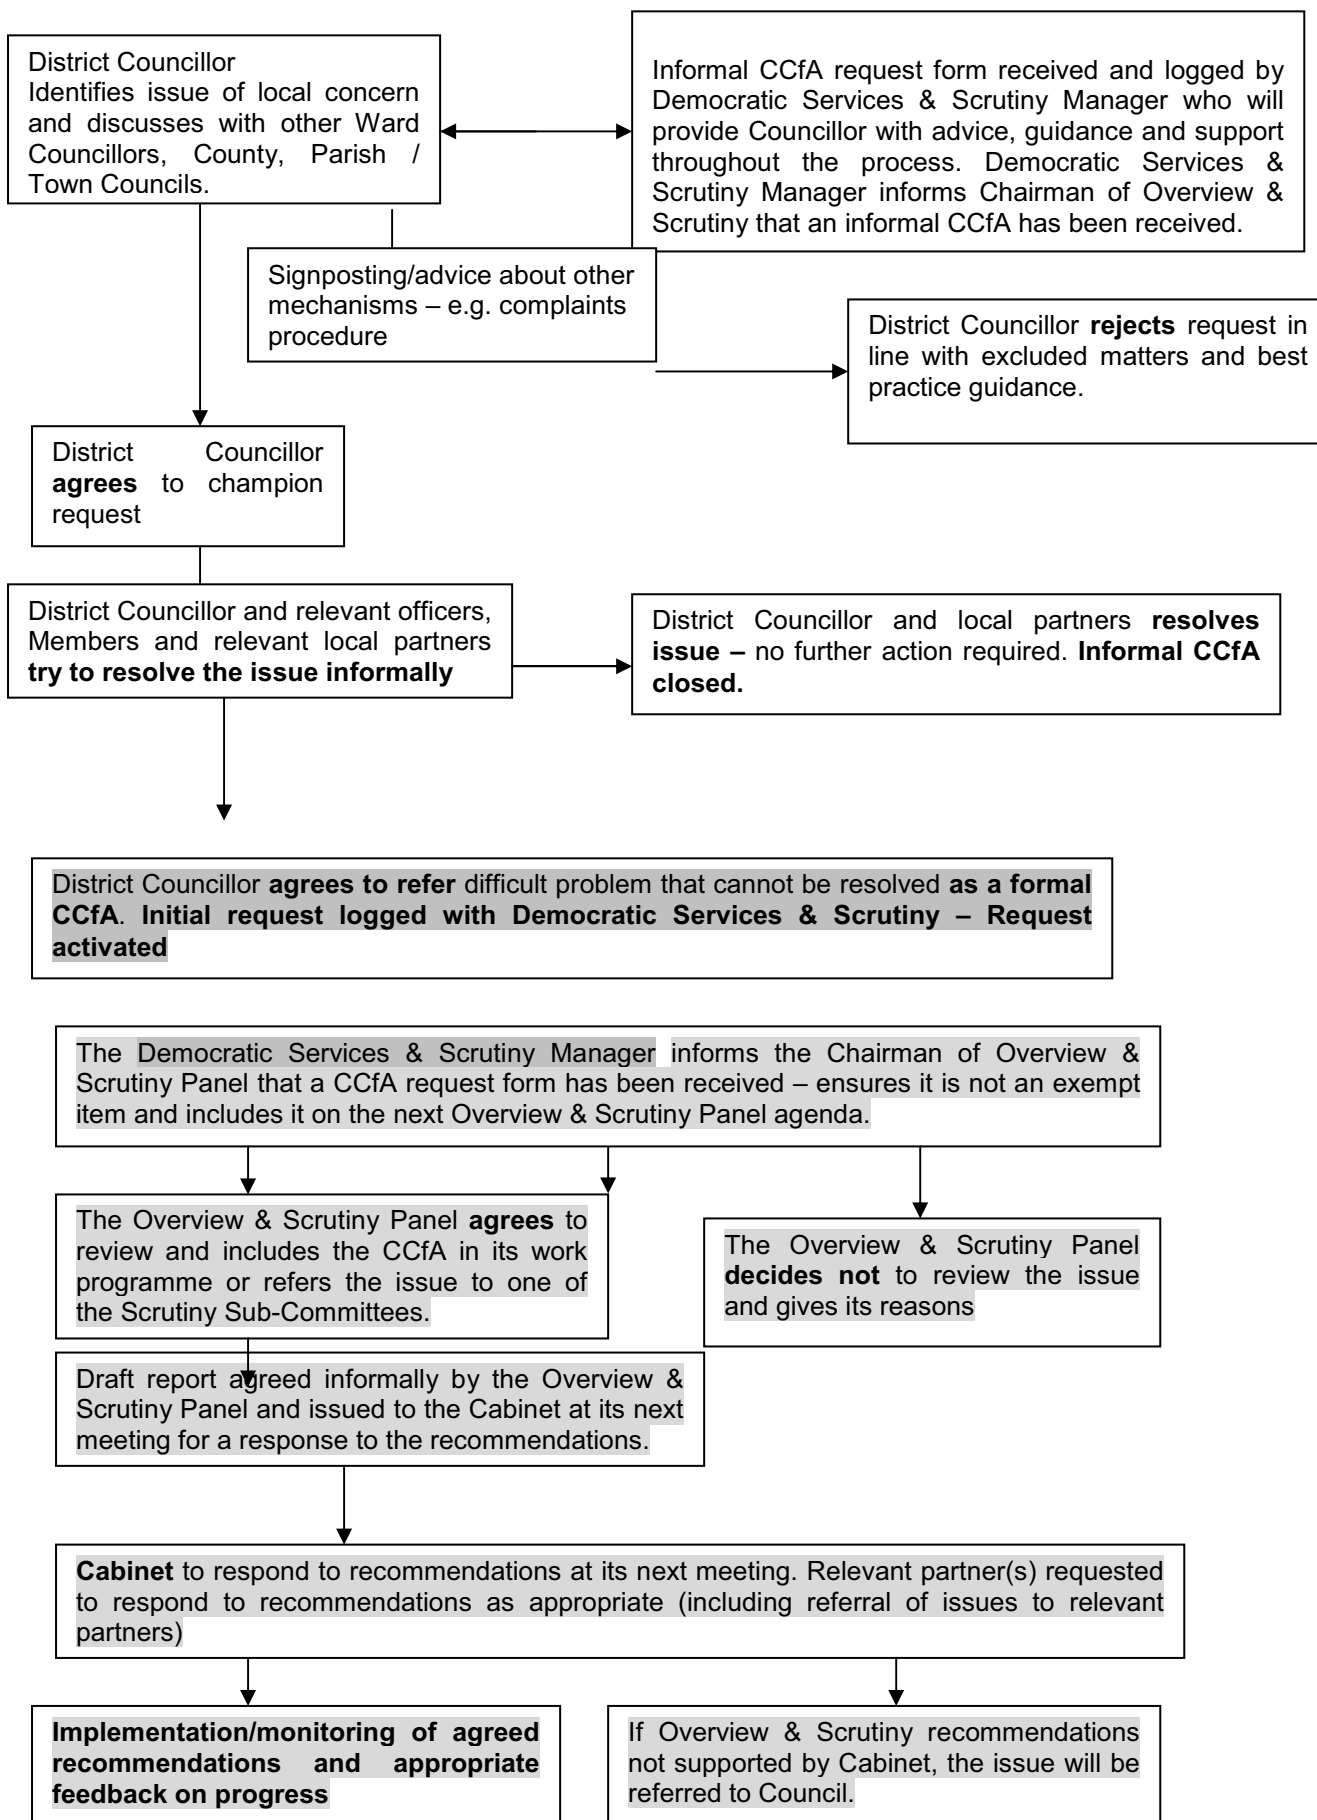 District Councillor
Identifies issue of local concern
and discusses with other Ward
Councillors, County, Parish /
Town Councils.
Informal CCfA request form received and logged by
Democratic Services & Scrutiny Manager who will
provide Councillor with advice, guidance and support
throughout the process. Democratic Services &
Scrutiny Manager informs Chairman of Overview &
Scrutiny that an informal CCfA has been received.
Signposting/advice about other
mechanisms – e.g. complaints
procedure
District Councillor rejects request in
line with excluded matters and best
practice guidance.
District Councillor
agrees to champion
request
District Councillor and relevant officers,
Members and relevant local partners
try to resolve the issue informally
District Councillor and local partners resolves
issue – no further action required. Informal CCfA
closed.
District Councillor agrees to refer difficult problem that cannot be resolved as a formal
CCfA. Initial request logged with Democratic Services & Scrutiny – Request
activated
The Democratic Services & Scrutiny Manager informs the Chairman of Overview &
Scrutiny Panel that a CCfA request form has been received – ensures it is not an exempt
item and includes it on the next Overview & Scrutiny Panel agenda.
The Overview & Scrutiny Panel agrees to
review and includes the CCfA in its work
programme or refers the issue to one of
the Scrutiny Sub-Committees.
The Overview & Scrutiny Panel
decides not to review the issue
and gives its reasons
Draft report agreed informally by the Overview &
Scrutiny Panel and issued to the Cabinet at its next
meeting for a response to the recommendations.
Cabinet to respond to recommendations at its next meeting. Relevant partner(s) requested
to respond to recommendations as appropriate (including referral of issues to relevant
partners)
Implementation/monitoring of agreed
recommendations and appropriate
feedback on progress
If Overview & Scrutiny recommendations
not supported by Cabinet, the issue will be
referred to Council.